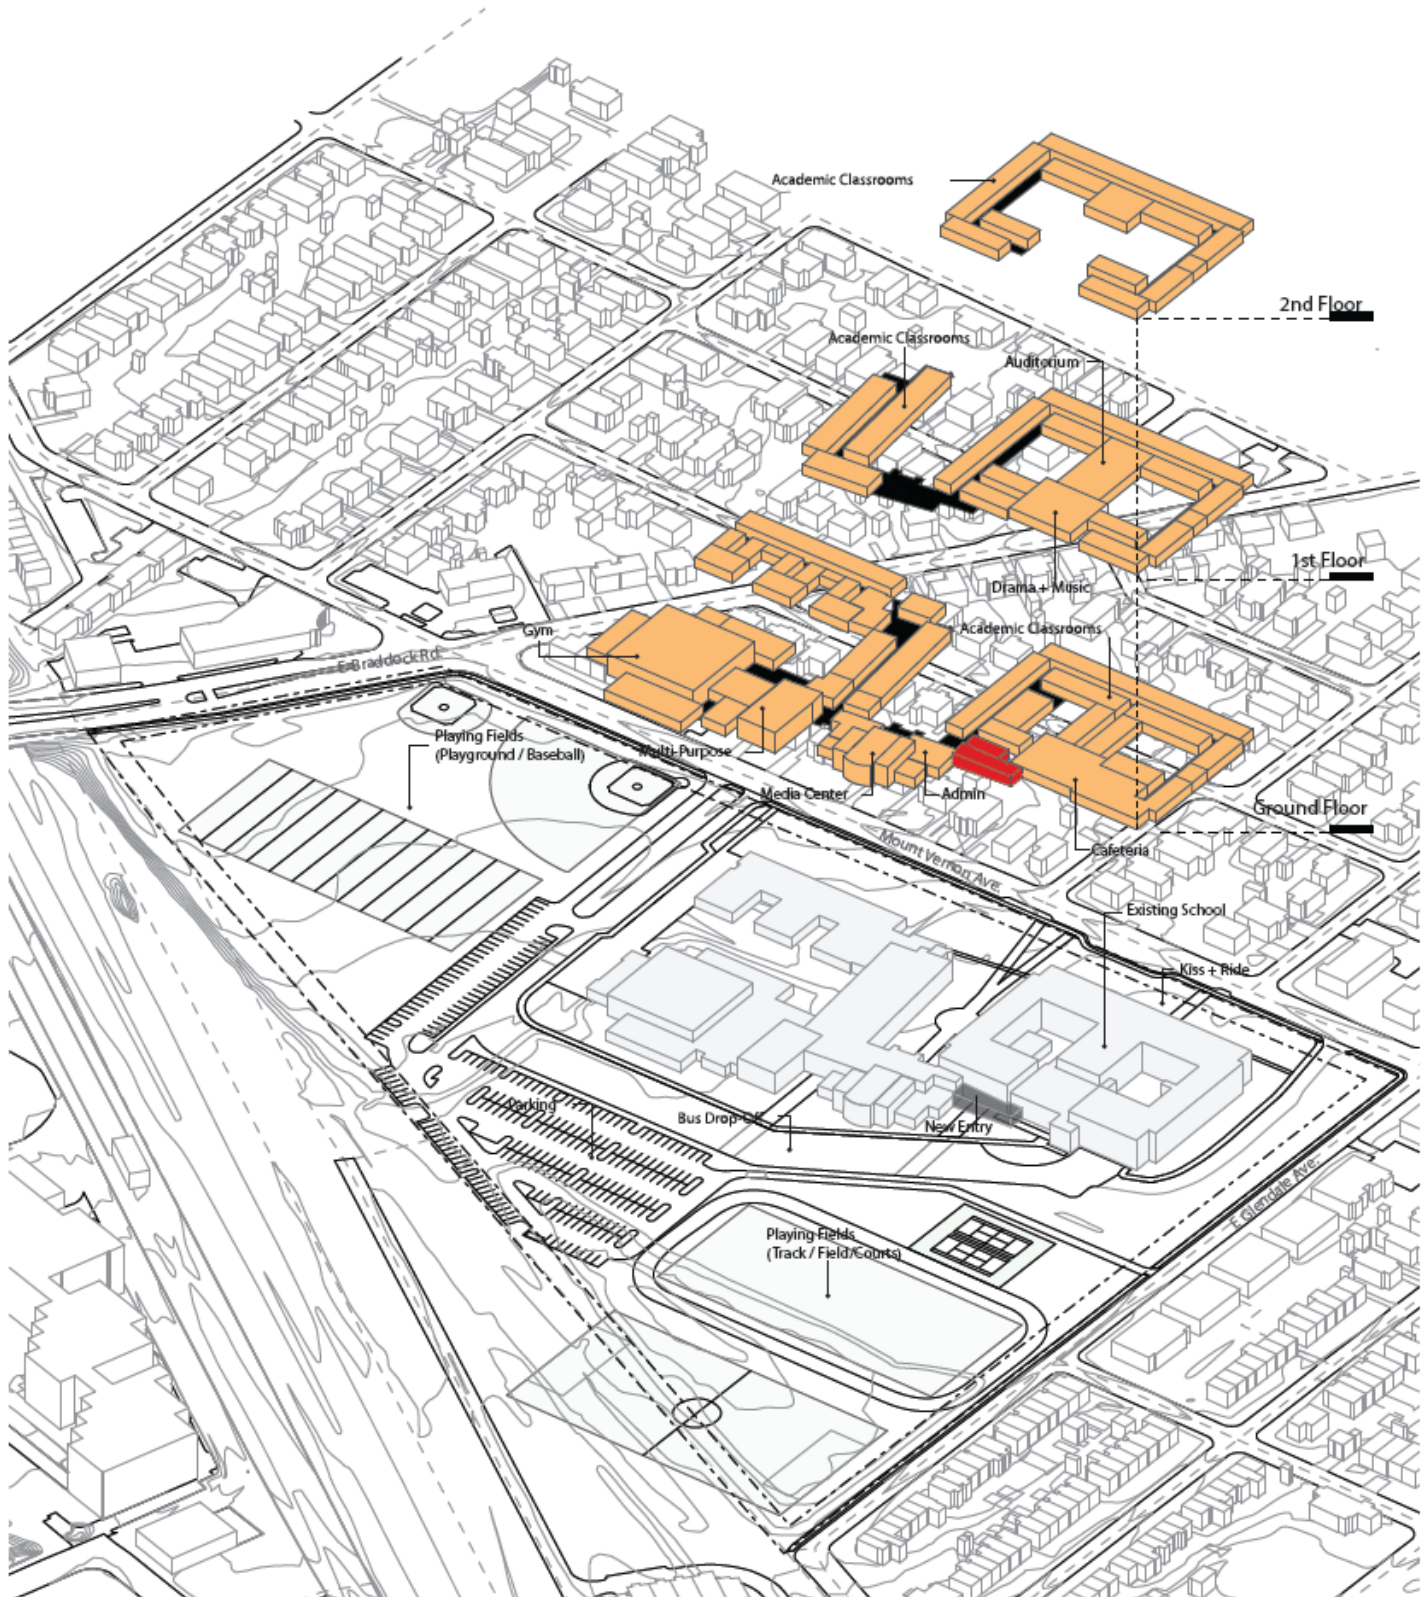 Academic Classrooms
2nd Floor
Academic Classrooms
Auditorium
1st Floor
Drama + Music
Academic Classrooms
Gym
E Braddock Rd.
Playing Fields
(Playground / Baseball)
Multi-Purpose
Media Center
Admin
Ground Floor
Cafeteria
Mount Vernon Ave.
Existing School
Kiss + Ride
Parking
Bus Drop-Off
New Entry
E Glendale Ave.
Playing Fields
(Track / Field/Courts)